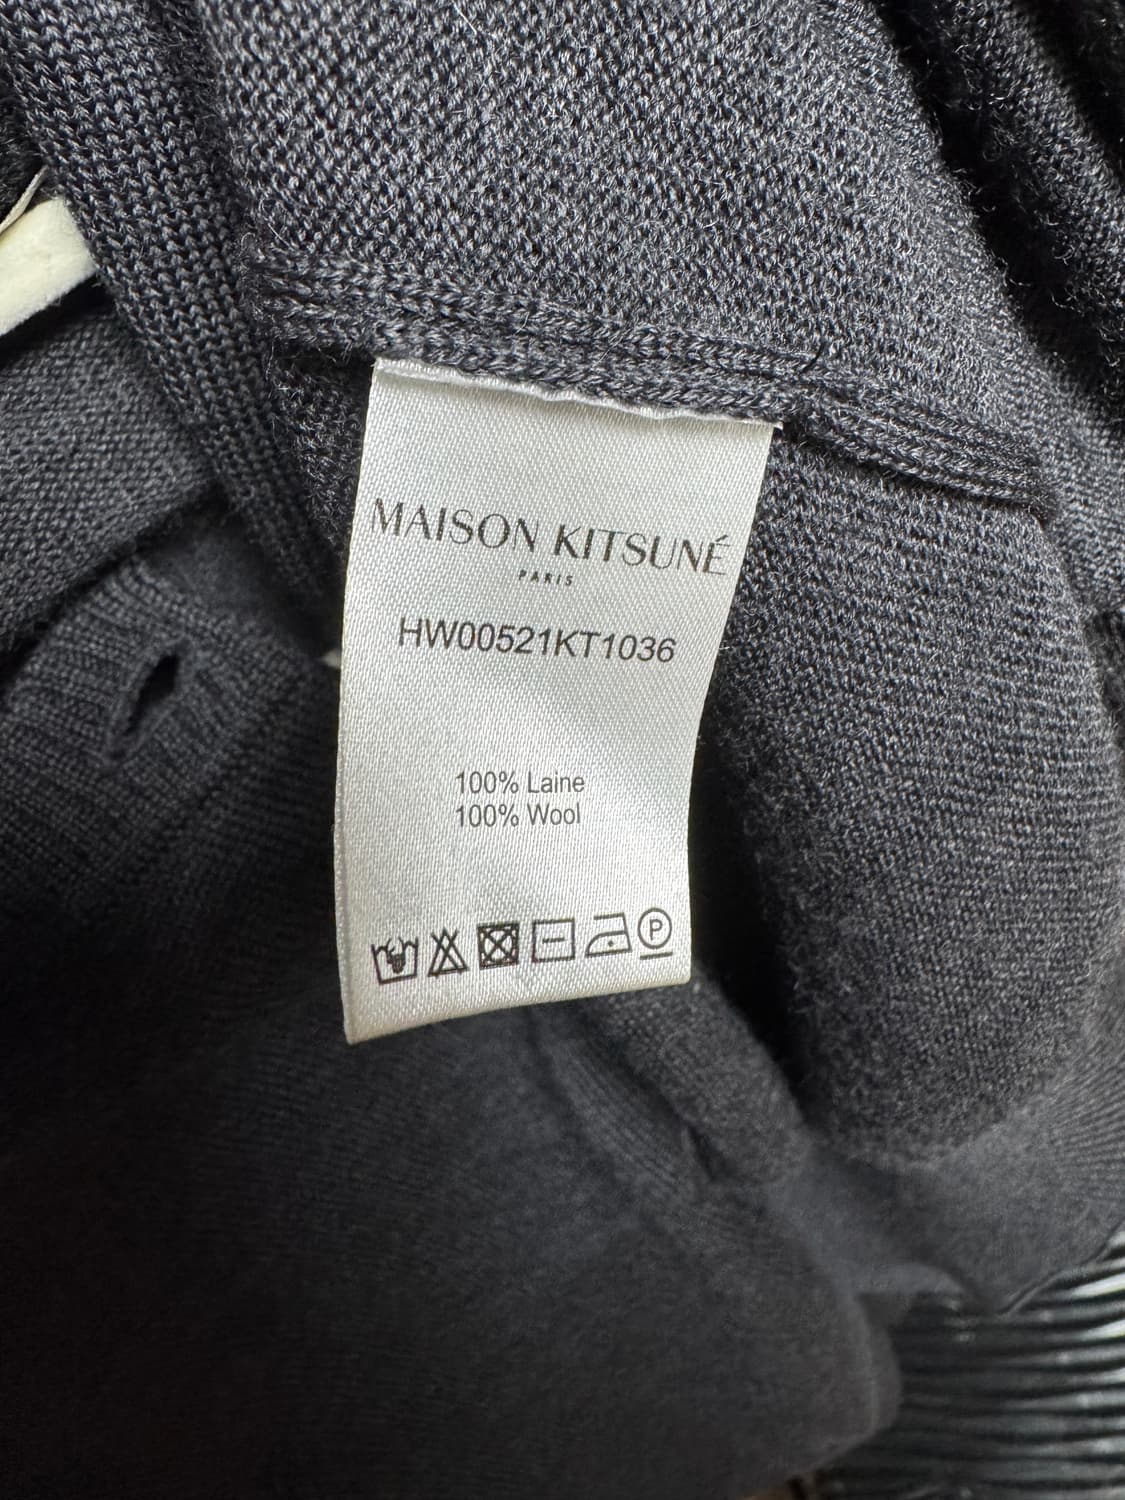 MAISON KITSUNÉ
PARIS
HW00521KT1036
100% Laine
100% Wool
P